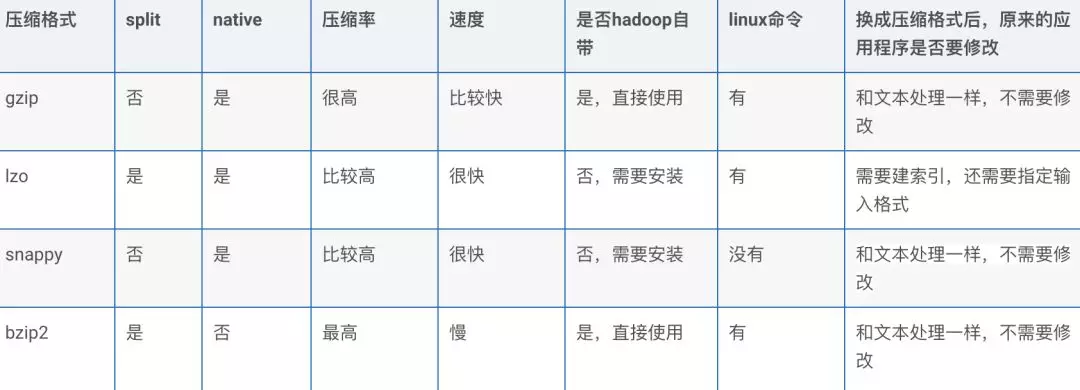 压缩格式 split native 压缩率 速度 是否hadoop自带 linux命令 换成压缩格式后，原来的应用程序是否要修改
gzip 否 是 很高 比较快 是，直接使用 有 和文本处理一样，不需要修改
lzo 是 是 比较高 很快 否，需要安装 有 需要建索引，还需要指定输入格式
snappy 否 是 比较高 很快 否，需要安装 没有 和文本处理一样，不需要修改
bzip2 是 否 最高 慢 是，直接使用 有 和文本处理一样，不需要修改